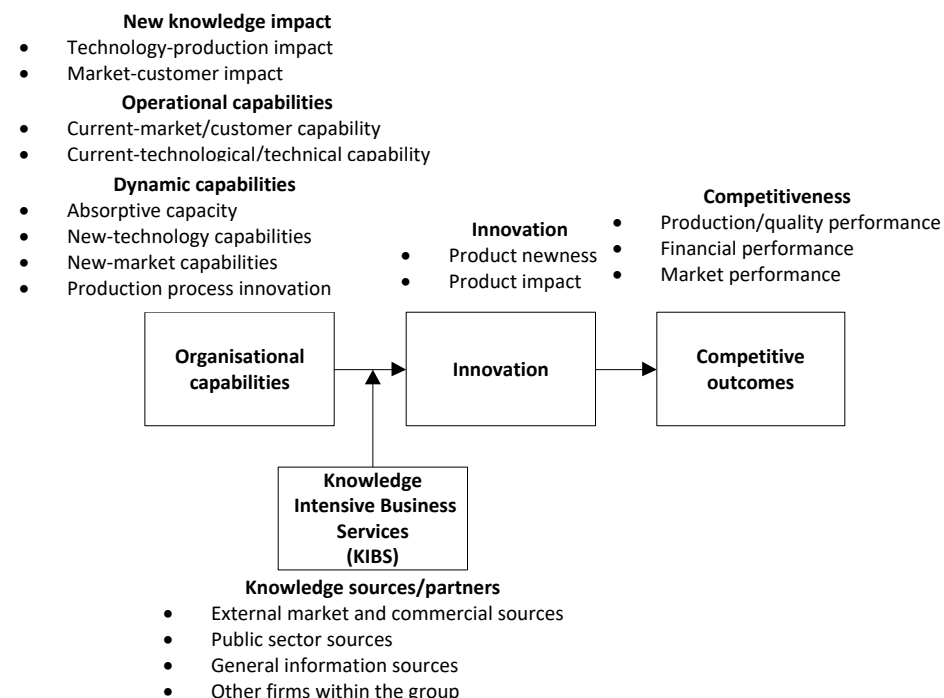 New knowledge impact
• Technology-production impact
• Market-customer impact
Operational capabilities
• Current-market/customer capability
• Current-technological/technical capability
Dynamic capabilities
• Absorptive capacity
• New-technology capabilities
• New-market capabilities
• Production process innovation
Innovation
• Product newness
• Product impact
Competitiveness
• Production/quality performance
• Financial performance
• Market performance
Organisational
capabilities
Innovation
Competitive
outcomes
Knowledge
Intensive Business
Services
(KIBS)
Knowledge sources/partners
• External market and commercial sources
• Public sector sources
• General information sources
• Other firms within the group